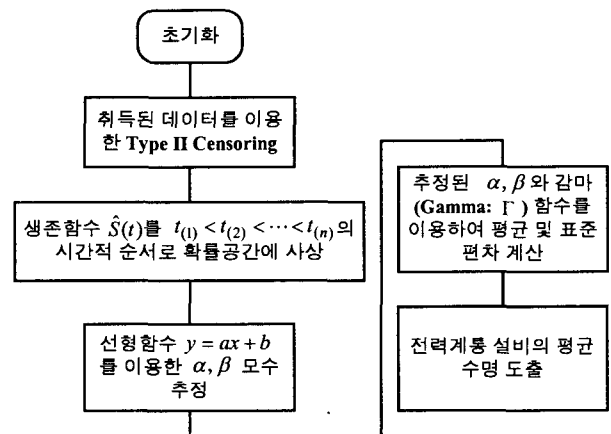 초기화
취득된 데이터를 이용
한 Type II Censoring
생존함수 Ŝ(t)를 t(1) < t(2) < ⋯ < t(n)의
시간적 순서로 확률공간에 사상
선형함수 y = ax + b
를 이용한 α, β 모수
추정
추정된 α, β와 감마
(Gamma: Γ) 함수를
이용하여 평균 및 표준
편차 계산
전력계통 설비의 평균
수명 도출